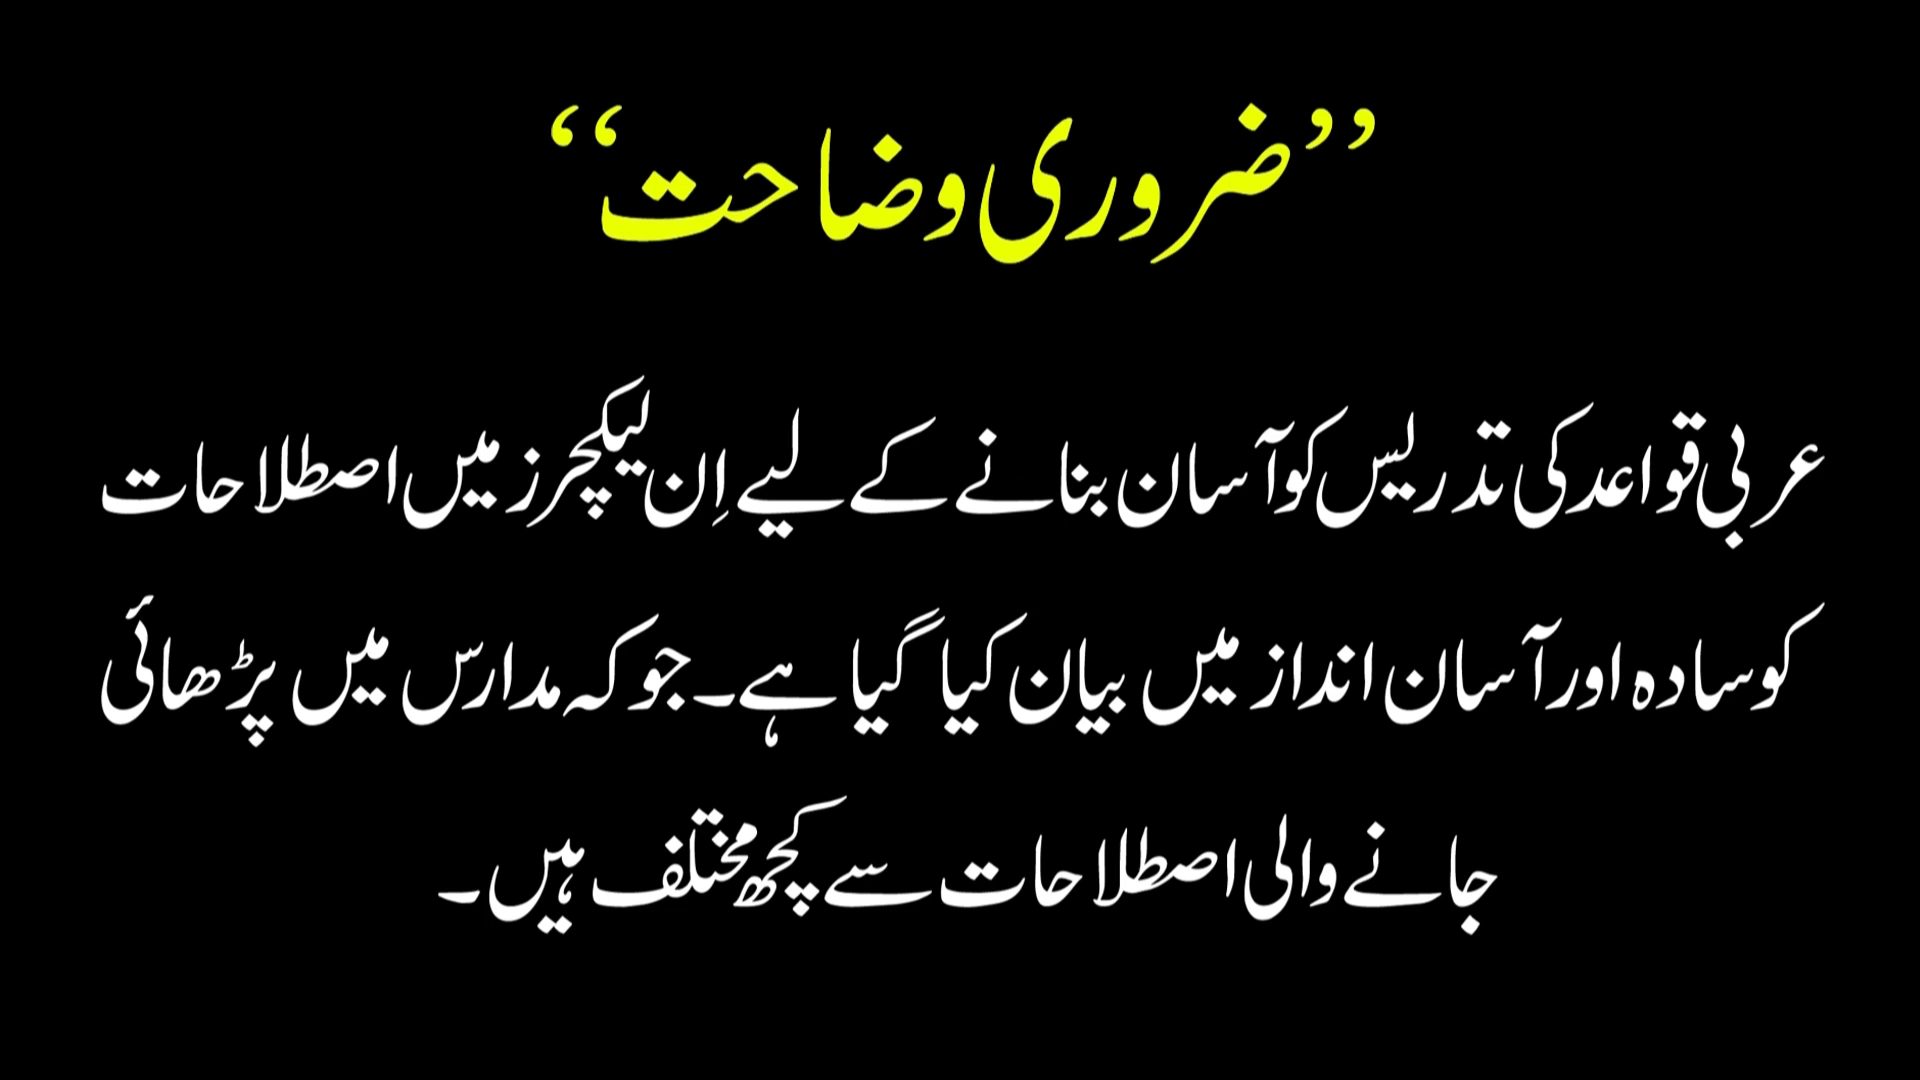 ”ضروری وضاحت“
عربی قواعد کی تدریس کو آسان بنانے کے لیے اِن لیکچرز میں اصطلاحات
کو سادہ اور آسان انداز میں بیان کیا گیا ہے۔ جو کہ مدارس میں پڑھائی
جانے والی اصطلاحات سے کچھ مختلف ہیں۔